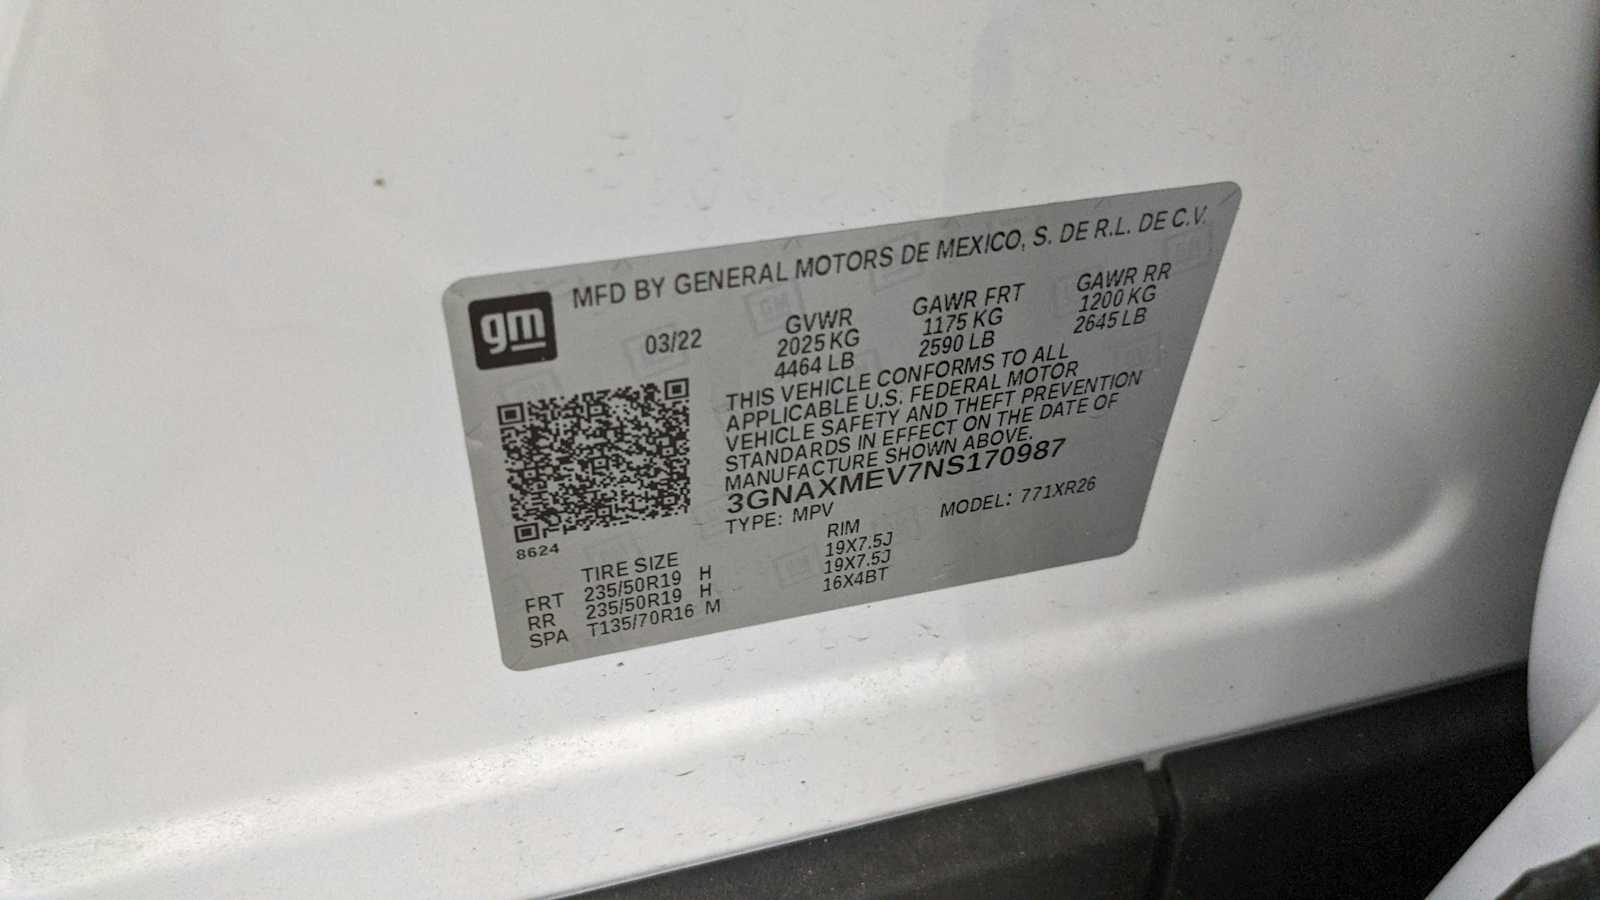 MFD BY GENERAL MOTORS DE MEXICO, S. DE R.L. DE C.V.
gm
03/22
GVWR GAWR FRT GAWR RR
2025 KG 1175 KG 1200 KG
4464 LB 2590 LB 2645 LB
THIS VEHICLE CONFORMS TO ALL
APPLICABLE U.S. FEDERAL MOTOR
VEHICLE SAFETY AND THEFT PREVENTION
STANDARDS IN EFFECT ON THE DATE OF
MANUFACTURE SHOWN ABOVE.
3GNAXMEV7NS170987
TYPE: MPV MODEL: 771XR26
8624
TIRE SIZE RIM
FRT 235/50R19 H 19X7.5J
RR 235/50R19 H 19X7.5J
SPA T135/70R16 M 16X4BT